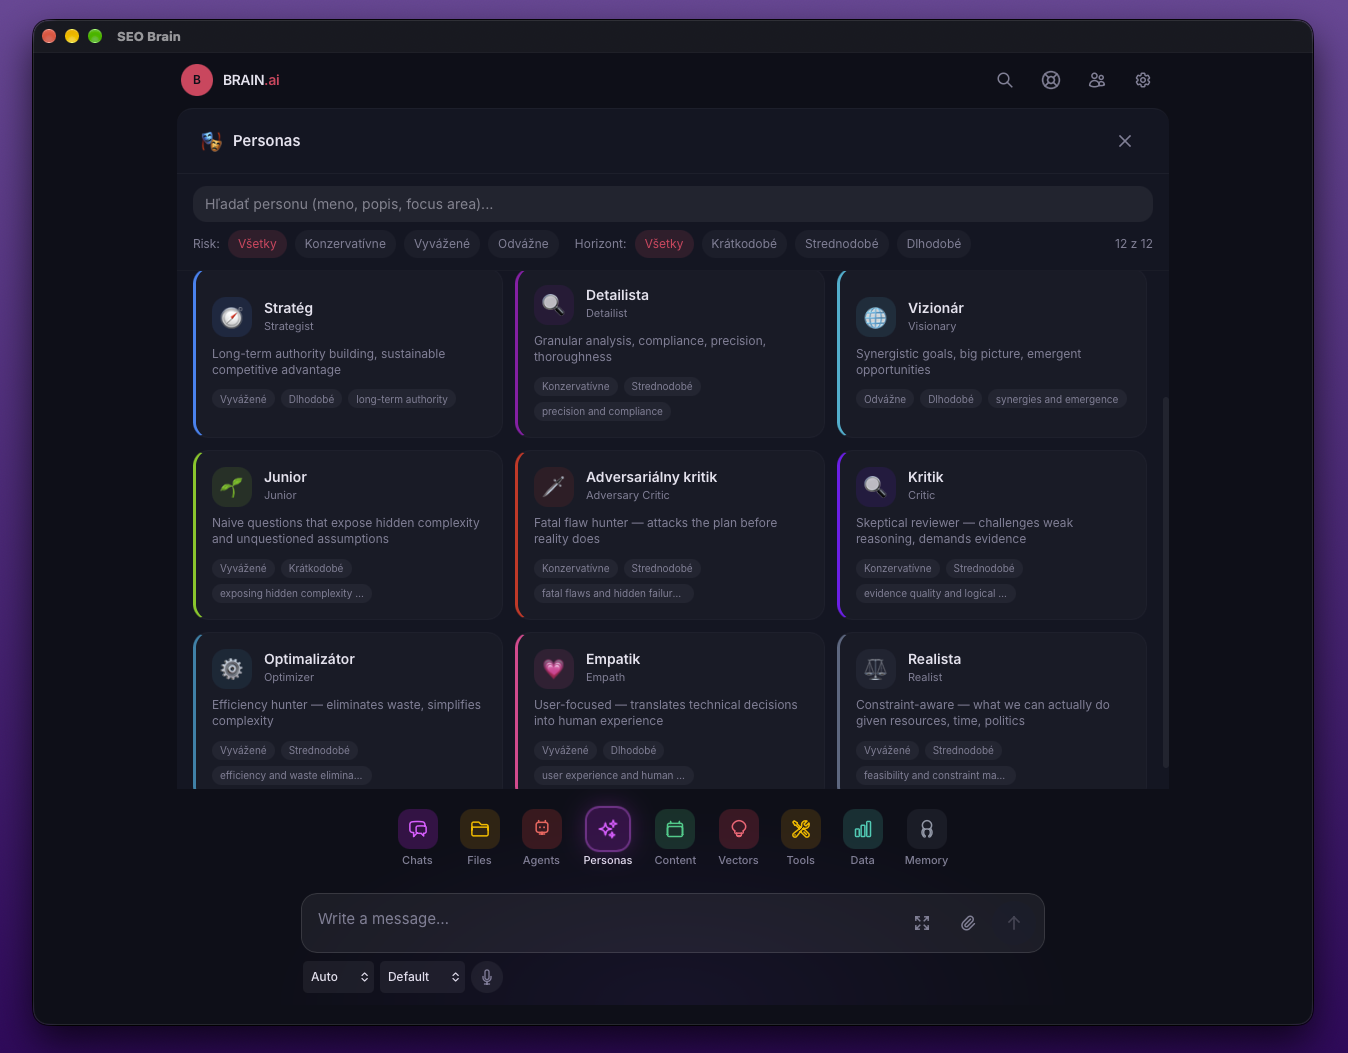 SEO Brain
B
BRAIN.ai
Personas
Hľadať personu (meno, popis, focus area)...
Risk: Všetky Konzervatívne Vyvážené Odvážne Horizont: Všetky Krátkodobé Strednodobé Dlhodobé 12 z 12
Stratég
Strategist
Long-term authority building, sustainable
competitive advantage
Vyvážené Dlhodobé long-term authority
Detailista
Detailist
Granular analysis, compliance, precision,
thoroughness
Konzervatívne Strednodobé
precision and compliance
Vizionár
Visionary
Synergistic goals, big picture, emergent
opportunities
Odvážne Dlhodobé synergies and emergence
Junior
Junior
Naive questions that expose hidden complexity
and unquestioned assumptions
Vyvážené Krátkodobé
exposing hidden complexity ...
Adversariálny kritik
Adversary Critic
Fatal flaw hunter — attacks the plan before
reality does
Konzervatívne Strednodobé
fatal flaws and hidden failur...
Kritik
Critic
Skeptical reviewer — challenges weak
reasoning, demands evidence
Konzervatívne Strednodobé
evidence quality and logical ...
Optimalizátor
Optimizer
Efficiency hunter — eliminates waste, simplifies
complexity
Vyvážené Strednodobé
efficiency and waste elimina...
Empatik
Empath
User-focused — translates technical decisions
into human experience
Vyvážené Dlhodobé
user experience and human ...
Realista
Realist
Constraint-aware — what we can actually do
given resources, time, politics
Vyvážené Strednodobé
feasibility and constraint ma...
Chats Files Agents Personas Content Vectors Tools Data Memory
Write a message...
Auto Default